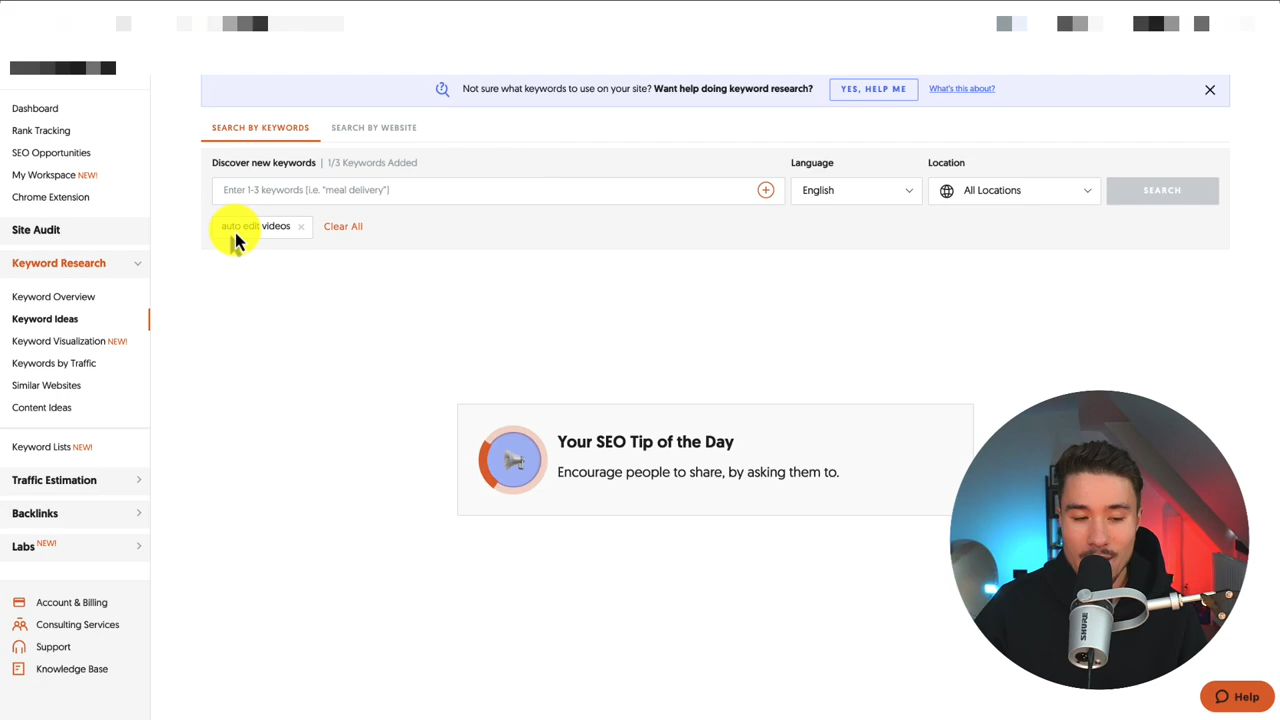 Not sure what keywords to use on your site? Want help doing keyword research?
YES, HELP ME
What's this about?
Dashboard
Rank Tracking
SEO Opportunities
My Workspace NEW!
Chrome Extension
Site Audit
Keyword Research
Keyword Overview
Keyword Ideas
Keyword Visualization NEW!
Keywords by Traffic
Similar Websites
Content Ideas
Keyword Lists NEW!
Traffic Estimation
Backlinks
Labs NEW!
Account & Billing
Consulting Services
Support
Knowledge Base
SEARCH BY KEYWORDS
SEARCH BY WEBSITE
Discover new keywords | 1/3 Keywords Added
Language
Location
Enter 1-3 keywords (i.e. "meal delivery")
English
All Locations
SEARCH
auto edit videos
Clear All
Your SEO Tip of the Day
Encourage people to share, by asking them to.
SHURE
Help